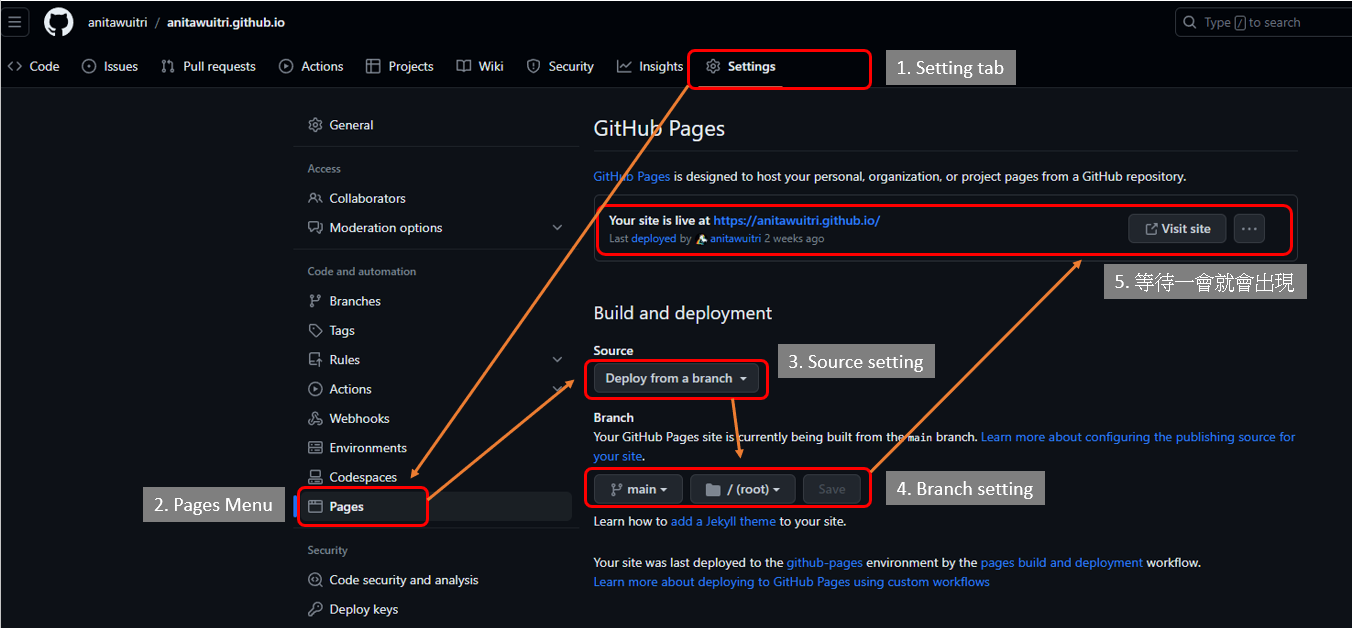 anitawuitri / anitawuitri.github.io
Type / to search
Code Issues Pull requests Actions Projects Wiki Security Insights Settings
1. Setting tab
General
Access
Collaborators
Moderation options
Code and automation
Branches
Tags
Rules
Actions
Webhooks
Environments
Codespaces
2. Pages Menu
Pages
Security
Code security and analysis
Deploy keys
GitHub Pages
GitHub Pages is designed to host your personal, organization, or project pages from a GitHub repository.
Your site is live at https://anitawuitri.github.io/
Last deployed by anitawuitri 2 weeks ago
Visit site
5. 等待一會就會出現
Build and deployment
Source
Deploy from a branch
3. Source setting
Branch
Your GitHub Pages site is currently being built from the main branch. Learn more about configuring the publishing source for
your site.
main / (root) Save
4. Branch setting
Learn how to add a Jekyll theme to your site.
Your site was last deployed to the github-pages environment by the pages build and deployment workflow.
Learn more about deploying to GitHub Pages using custom workflows